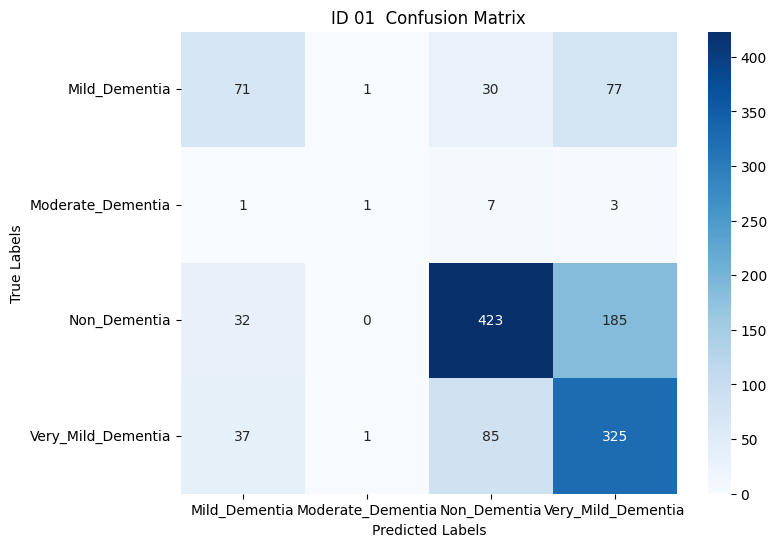 ID 01  Confusion Matrix
Mild_Dementia 71 1 30 77
Moderate_Dementia 1 1 7 3
Non_Dementia 32 0 423 185
Very_Mild_Dementia 37 1 85 325
Mild_Dementia Moderate_Dementia Non_Dementia Very_Mild_Dementia
True Labels
Predicted Labels
400
350
300
250
200
150
100
50
0